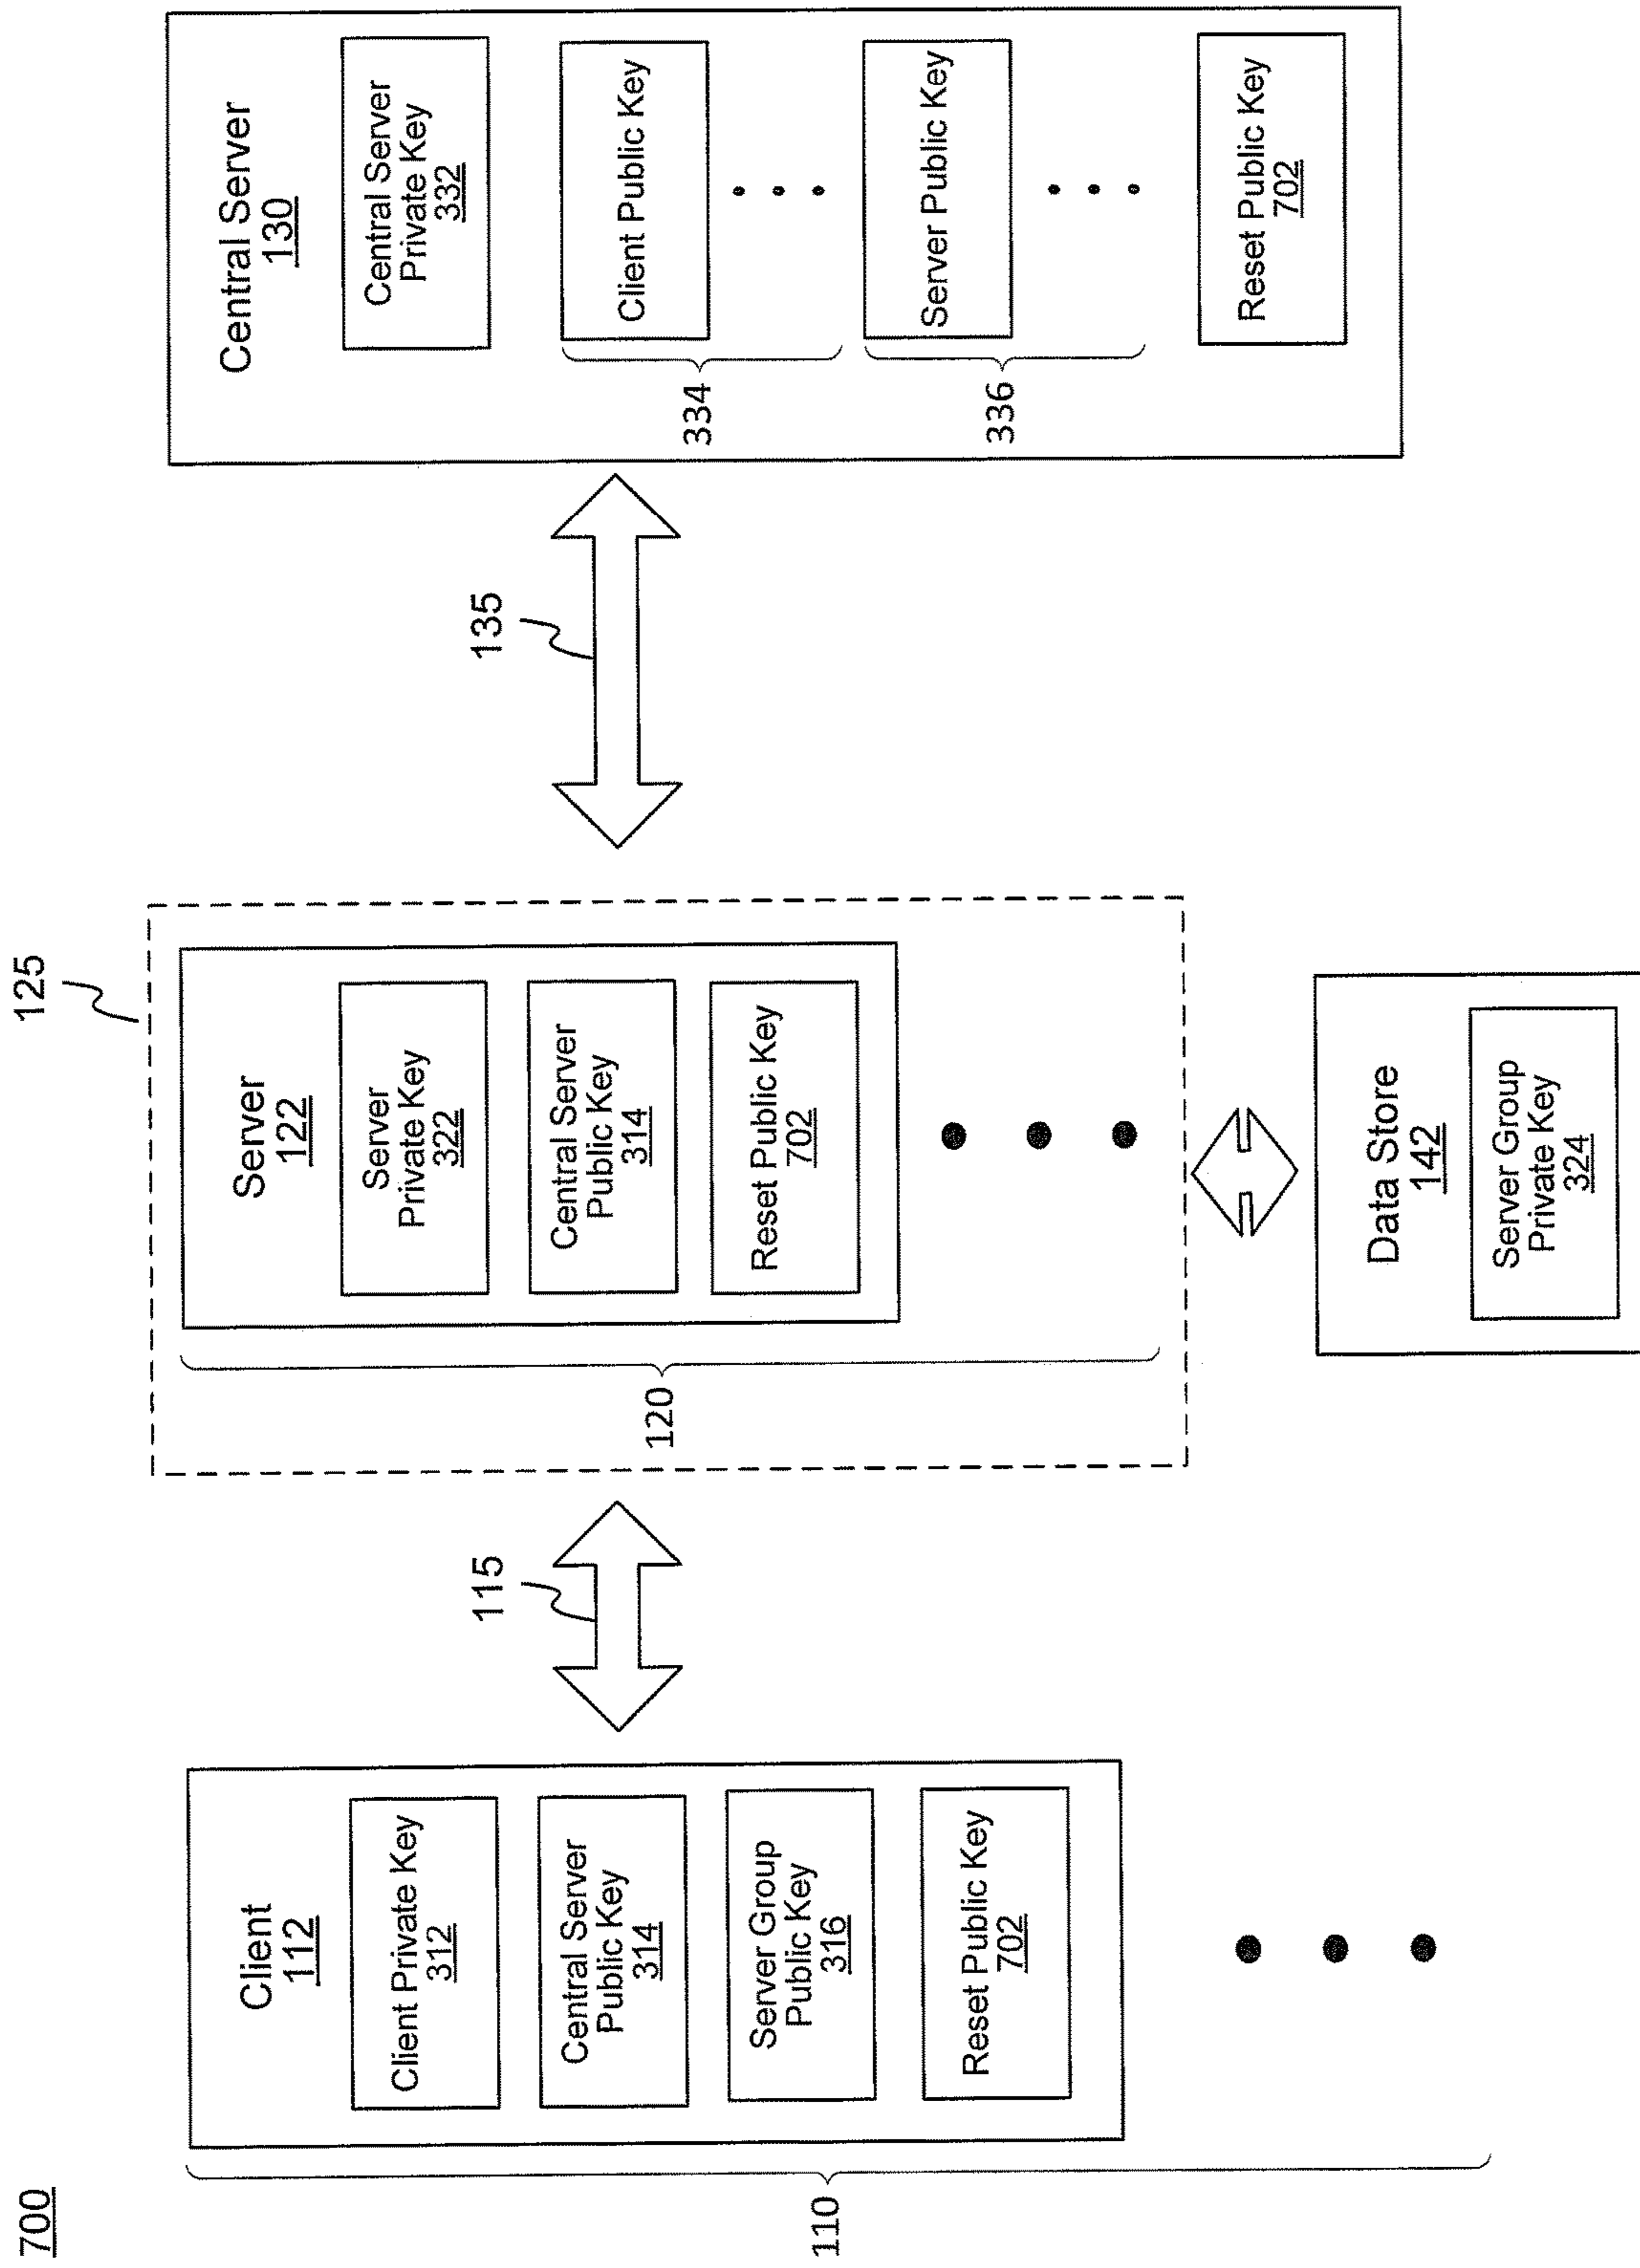 700
125
Client
112
Client Private Key
312
Central Server
Public Key
314
Server Group
Public Key
316
Reset Public Key
702
110
115
Server
122
Server
Private Key
322
Central Server
Public Key
314
Reset Public Key
702
120
Data Store
142
Server Group
Private Key
324
135
Central Server
130
Central Server
Private Key
332
Client Public Key
334
Server Public Key
336
Reset Public Key
702